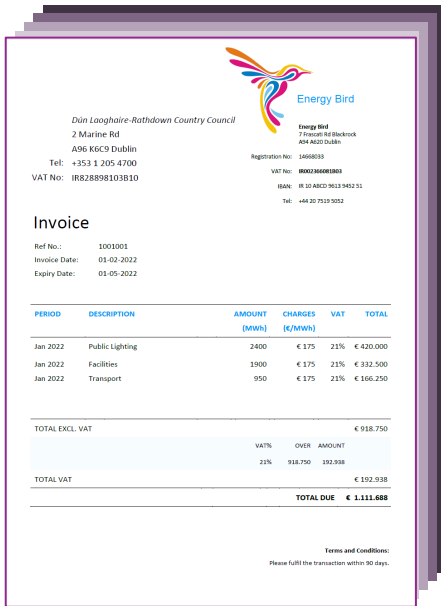 Energy Bird
Dún Laoghaire-Rathdown Country Council
2 Marine Rd
A96 K6C9 Dublin
Tel: +353 1 205 4700
VAT No: IR828898103B10
Energy Bird
7 Frascati Rd Blackrock
A94 A620 Dublin
Registration No: 14668033
VAT No: IR002366081B03
IBAN: IR 10 ABCD 9613 9452 51
Tel: +44 20 7519 5052
Invoice
Ref No.: 1001001
Invoice Date: 01-02-2022
Expiry Date: 01-05-2022
PERIOD DESCRIPTION AMOUNT CHARGES VAT TOTAL
(MWh) (€/MWh)
Jan 2022 Public Lighting 2400 € 175 21% € 420.000
Jan 2022 Facilities 1900 € 175 21% € 332.500
Jan 2022 Transport 950 € 175 21% € 166.250
TOTAL EXCL. VAT € 918.750
VAT% OVER AMOUNT
21% 918.750 192.938
TOTAL VAT € 192.938
TOTAL DUE € 1.111.688
Terms and Conditions:
Please fulfil the transaction within 90 days.